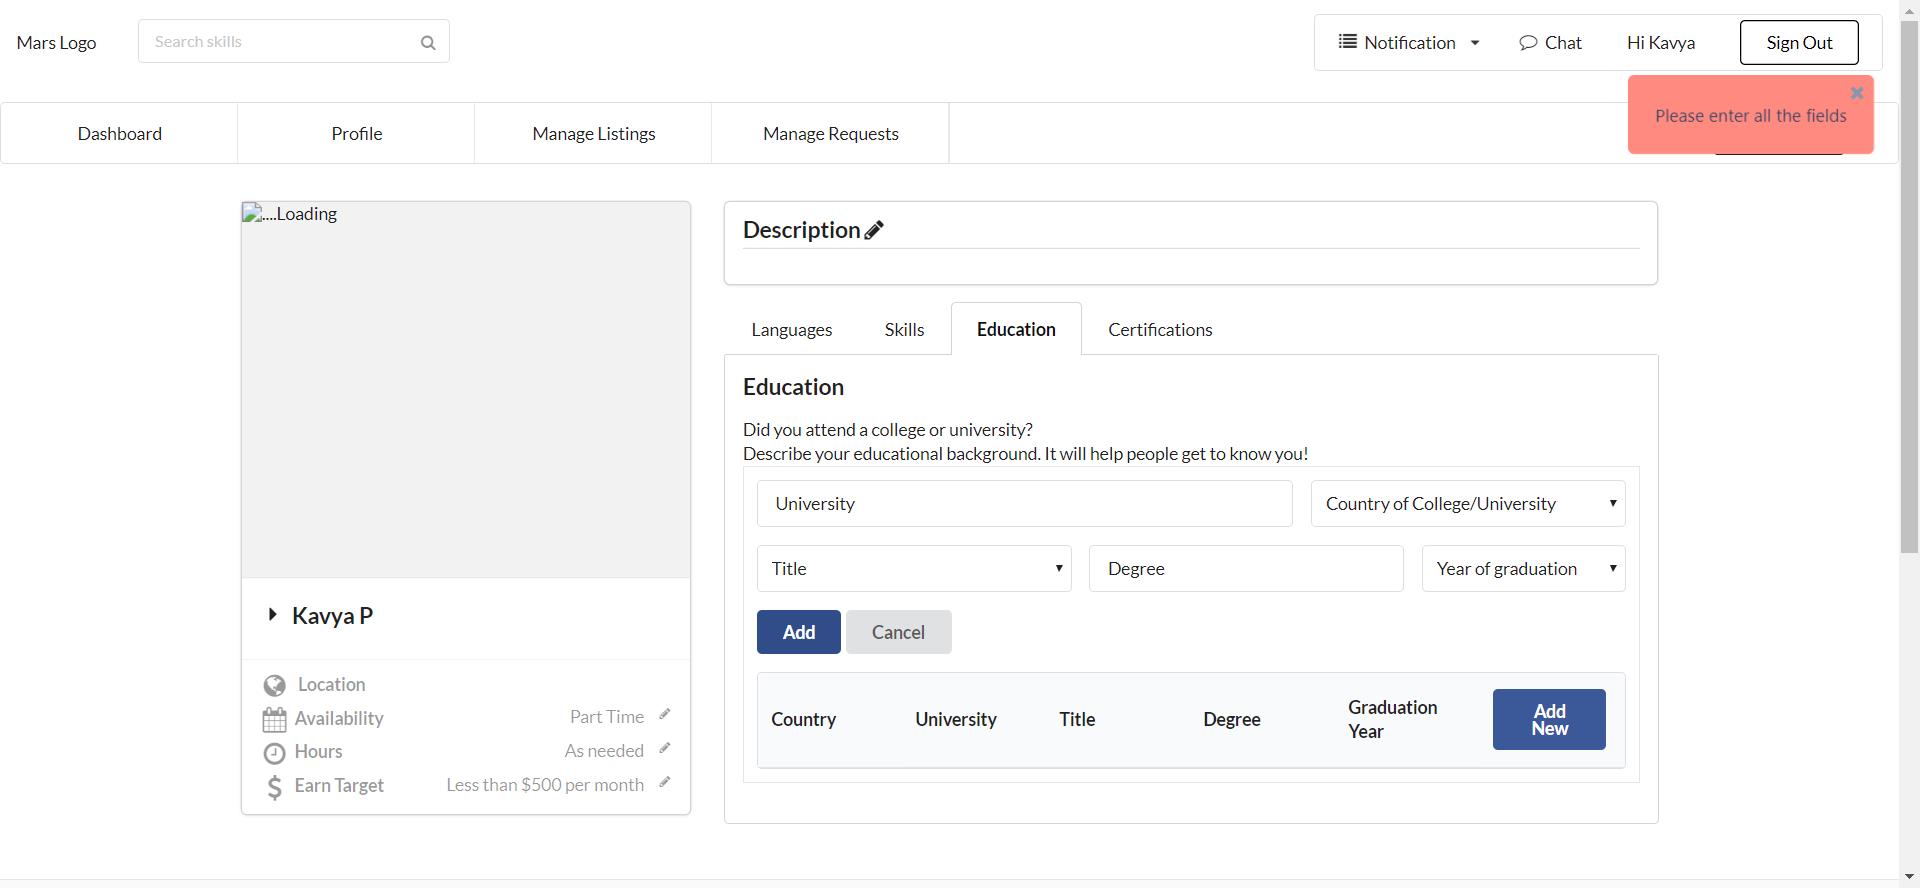 Mars Logo
Search skills
Notification
Chat
Hi Kavya
Sign Out
Please enter all the fields
Dashboard
Profile
Manage Listings
Manage Requests
....Loading
Kavya P
Location
Availability
Part Time
Hours
As needed
Earn Target
Less than $500 per month
Description
Languages
Skills
Education
Certifications
Education
Did you attend a college or university?
Describe your educational background. It will help people get to know you!
University
Country of College/University
Title
Degree
Year of graduation
Add
Cancel
Country
University
Title
Degree
Graduation
Year
Add
New